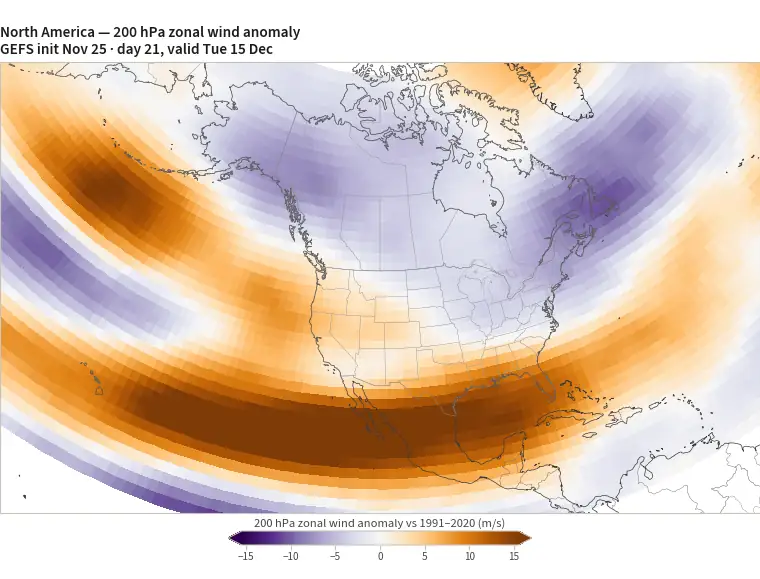 North America — 200 hPa zonal wind anomaly
GEFS init Nov 25 · day 21, valid Tue 15 Dec
200 hPa zonal wind anomaly vs 1991–2020 (m/s)
−15 −10 −5 0 5 10 15